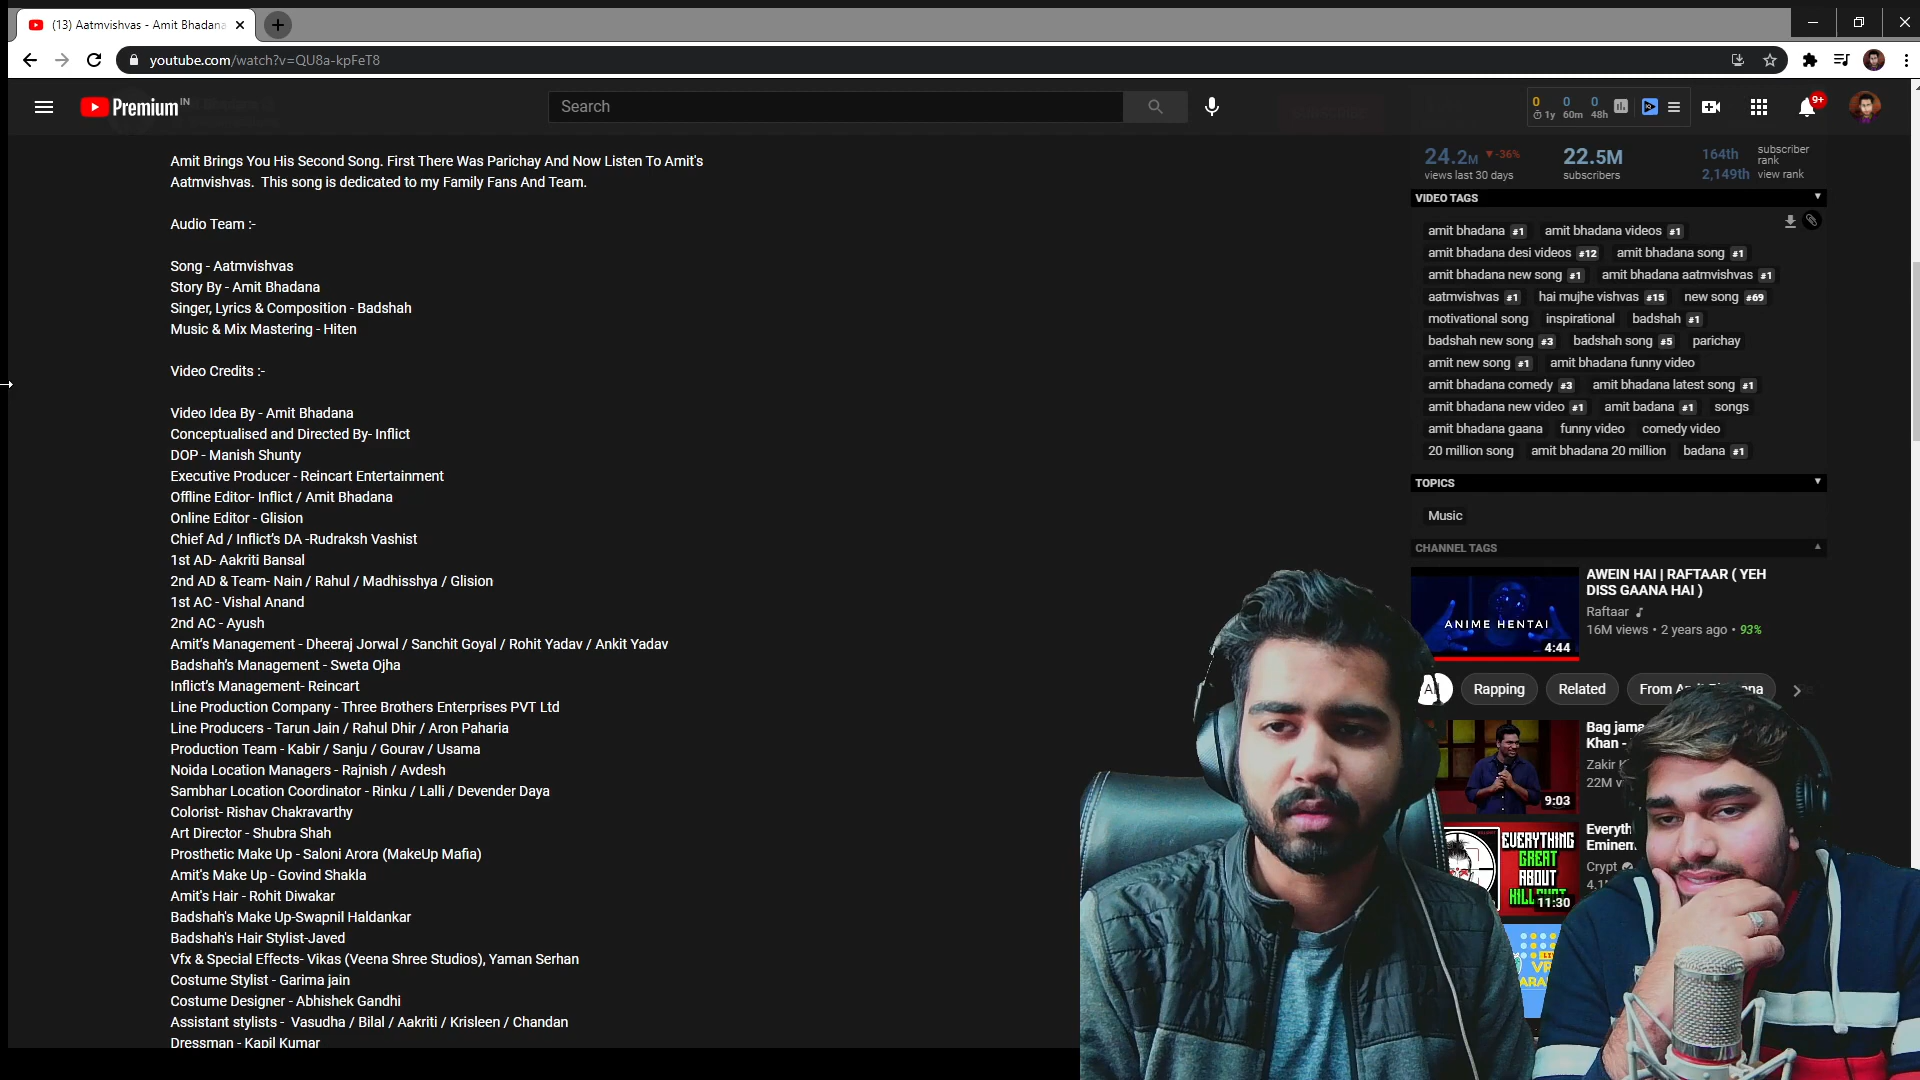 (13) Aatmvishvas - Amit Bhadana
youtube.com/watch?v=QU8a-kpFeT8
Premium IN
Search
0 0 0
1y 60m 48h
9+
Amit Brings You His Second Song. First There Was Parichay And Now Listen To Amit's
Aatmvishvas.  This song is dedicated to my Family Fans And Team.
Audio Team :-
Song - Aatmvishvas
Story By - Amit Bhadana
Singer, Lyrics & Composition - Badshah
Music & Mix Mastering - Hiten
Video Credits :-
Video Idea By - Amit Bhadana
Conceptualised and Directed By- Inflict
DOP - Manish Shunty
Executive Producer - Reincart Entertainment
Offline Editor- Inflict / Amit Bhadana
Online Editor - Glision
Chief Ad / Inflict's DA -Rudraksh Vashist
1st AD- Aakriti Bansal
2nd AD & Team- Nain / Rahul / Madhisshya / Glision
1st AC - Vishal Anand
2nd AC - Ayush
Amit's Management - Dheeraj Jorwal / Sanchit Goyal / Rohit Yadav / Ankit Yadav
Badshah's Management - Sweta Ojha
Inflict's Management- Reincart
Line Production Company - Three Brothers Enterprises PVT Ltd
Line Producers - Tarun Jain / Rahul Dhir / Aron Paharia
Production Team - Kabir / Sanju / Gourav / Usama
Noida Location Managers - Rajnish / Avdesh
Sambhar Location Coordinator - Rinku / Lalli / Devender Daya
Colorist- Rishav Chakravarthy
Art Director - Shubra Shah
Prosthetic Make Up - Saloni Arora (MakeUp Mafia)
Amit's Make Up - Govind Shakla
Amit's Hair - Rohit Diwakar
Badshah's Make Up-Swapnil Haldankar
Badshah's Hair Stylist-Javed
Vfx & Special Effects- Vikas (Veena Shree Studios), Yaman Serhan
Costume Stylist - Garima jain
Costume Designer - Abhishek Gandhi
Assistant stylists -  Vasudha / Bilal / Aakriti / Krisleen / Chandan
Dressman - Kapil Kumar
24.2M -36% 22.5M 164th subscriber rank
views last 30 days subscribers 2,149th view rank
VIDEO TAGS
amit bhadana #1 amit bhadana videos #1
amit bhadana desi videos #12 amit bhadana song #1
amit bhadana new song #1 amit bhadana aatmvishvas #1
aatmvishvas #1 hai mujhe vishvas #15 new song #69
motivational song inspirational badshah #1
badshah new song #3 badshah song #5 parichay
amit new song #1 amit bhadana funny video
amit bhadana comedy #3 amit bhadana latest song #1
amit bhadana new video #1 amit badana #1 songs
amit bhadana gaana funny video comedy video
20 million song amit bhadana 20 million badana #1
TOPICS
Music
CHANNEL TAGS
ANIME HENTAI
4:44
AWEIN HAI | RAFTAAR ( YEH
DISS GAANA HAI )
Raftaar
16M views • 2 years ago • 93%
Rapping Related From
9:03
Bag
Khan -
Zakir
22M
EVERYTHING
GREAT
ABOUT
11:30
Crypt